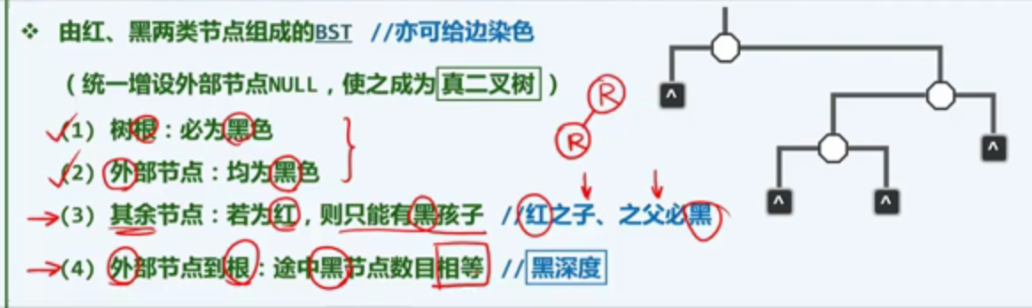 ❖ 由红、黑两类节点组成的BST //亦可给边染色
（统一增设外部节点NULL，使之成为真二叉树）
(1) 树根：必为黑色
(2) 外部节点：均为黑色
(3) 其余节点：若为红，则只能有黑孩子 //红之子、之父必黑
(4) 外部节点到根：途中黑节点数目相等 //黑深度
R
R
^
^
^
^